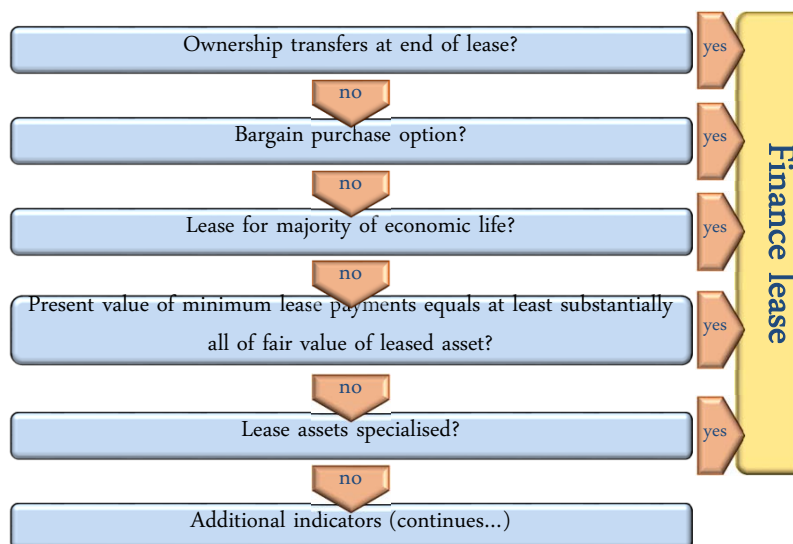 Ownership transfers at end of lease?
yes
no
Bargain purchase option?
yes
no
Lease for majority of economic life?
yes
no
Present value of minimum lease payments equals at least substantially
all of fair value of leased asset?
yes
no
Lease assets specialised?
yes
no
Additional indicators (continues...)
Finance lease